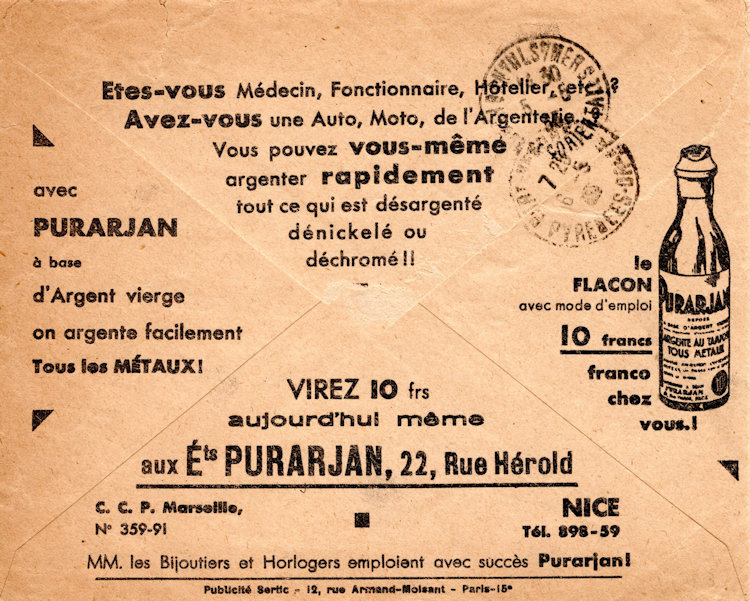 Etes-vous Médecin, Fonctionnaire, Hôtelier, etc. ?
Avez-vous une Auto, Moto, de l'Argenterie..
Vous pouvez vous-même
argenter rapidement
tout ce qui est désargenté
dénickelé ou
déchromé!!
avec
PURARJAN
à base
d'Argent vierge
on argente facilement
Tous les MÉTAUX!
le
FLACON
avec mode d'emploi
10 francs
franco
chez
vous.!
PURARJAN
DEPOSÉ
A BASE D'ARGENT
ARGENTE AU TAMPON
TOUS METAUX
PURARJAN
VIREZ 10 frs
aujourd'hui même
aux Éts PURARJAN, 22, Rue Hérold
C. C. P. Marseille,
N° 359-91
NICE
Tél. 898-59
MM. les Bijoutiers et Horlogers emploient avec succès Purarjan!
Publicité Sertic - 12, rue Armand-Moisant - Paris-15e